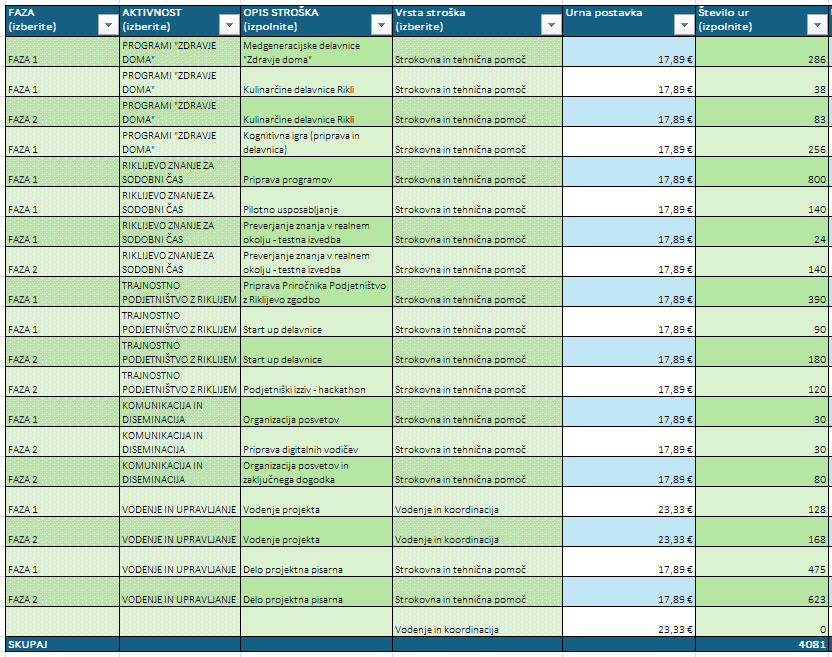 FAZA (izberite) AKTIVNOST (izberite) OPIS STROŠKA (izpolnite) Vrsta stroška (izberite) Urna postavka Število ur (izpolnite)
FAZA 1 PROGRAMI "ZDRAVJE DOMA" Medgeneracijske delavnice "Zdravje doma" Strokovna in tehnična pomoč 17,89 € 286
FAZA 1 PROGRAMI "ZDRAVJE DOMA" Kulinarčine delavnice Rikli Strokovna in tehnična pomoč 17,89 € 38
FAZA 2 PROGRAMI "ZDRAVJE DOMA" Kulinarčine delavnice Rikli Strokovna in tehnična pomoč 17,89 € 83
FAZA 1 PROGRAMI "ZDRAVJE DOMA" Kognitivna igra (priprava in delavnica) Strokovna in tehnična pomoč 17,89 € 256
FAZA 1 RIKLIJEVO ZNANJE ZA SODOBNI ČAS Priprava programov Strokovna in tehnična pomoč 17,89 € 800
FAZA 1 RIKLIJEVO ZNANJE ZA SODOBNI ČAS Pilotno usposabljanje Strokovna in tehnična pomoč 17,89 € 140
FAZA 1 RIKLIJEVO ZNANJE ZA SODOBNI ČAS Preverjanje znanja v realnem okolju - testna izvedba Strokovna in tehnična pomoč 17,89 € 24
FAZA 2 RIKLIJEVO ZNANJE ZA SODOBNI ČAS Preverjanje znanja v realnem okolju - testna izvedba Strokovna in tehnična pomoč 17,89 € 140
FAZA 1 TRAJNOSTNO PODJETNIŠTVO Z RIKLIJEM Priprava Priročnika Podjetništvo z Riklijevo zgodbo Strokovna in tehnična pomoč 17,89 € 390
FAZA 1 TRAJNOSTNO PODJETNIŠTVO Z RIKLIJEM Start up delavnice Strokovna in tehnična pomoč 17,89 € 90
FAZA 2 TRAJNOSTNO PODJETNIŠTVO Z RIKLIJEM Start up delavnice Strokovna in tehnična pomoč 17,89 € 180
FAZA 2 TRAJNOSTNO PODJETNIŠTVO Z RIKLIJEM Podjetniški izziv - hackathon Strokovna in tehnična pomoč 17,89 € 120
FAZA 1 KOMUNIKACIJA IN DISEMINACIJA Organizacija posvetov Strokovna in tehnična pomoč 17,89 € 30
FAZA 2 KOMUNIKACIJA IN DISEMINACIJA Priprava digitalnih vodičev Strokovna in tehnična pomoč 17,89 € 30
FAZA 2 KOMUNIKACIJA IN DISEMINACIJA Organizacija posvetov in zaključnega dogodka Strokovna in tehnična pomoč 17,89 € 80
FAZA 1 VODENJE IN UPRAVLJANJE Vodenje projekta Vodenje in koordinacija 23,33 € 128
FAZA 2 VODENJE IN UPRAVLJANJE Vodenje projekta Vodenje in koordinacija 23,33 € 168
FAZA 1 VODENJE IN UPRAVLJANJE Delo projektna pisarna Strokovna in tehnična pomoč 17,89 € 475
FAZA 2 VODENJE IN UPRAVLJANJE Delo projektna pisarna Strokovna in tehnična pomoč 17,89 € 623
Vodenje in koordinacija 23,33 € 0
SKUPAJ 4081